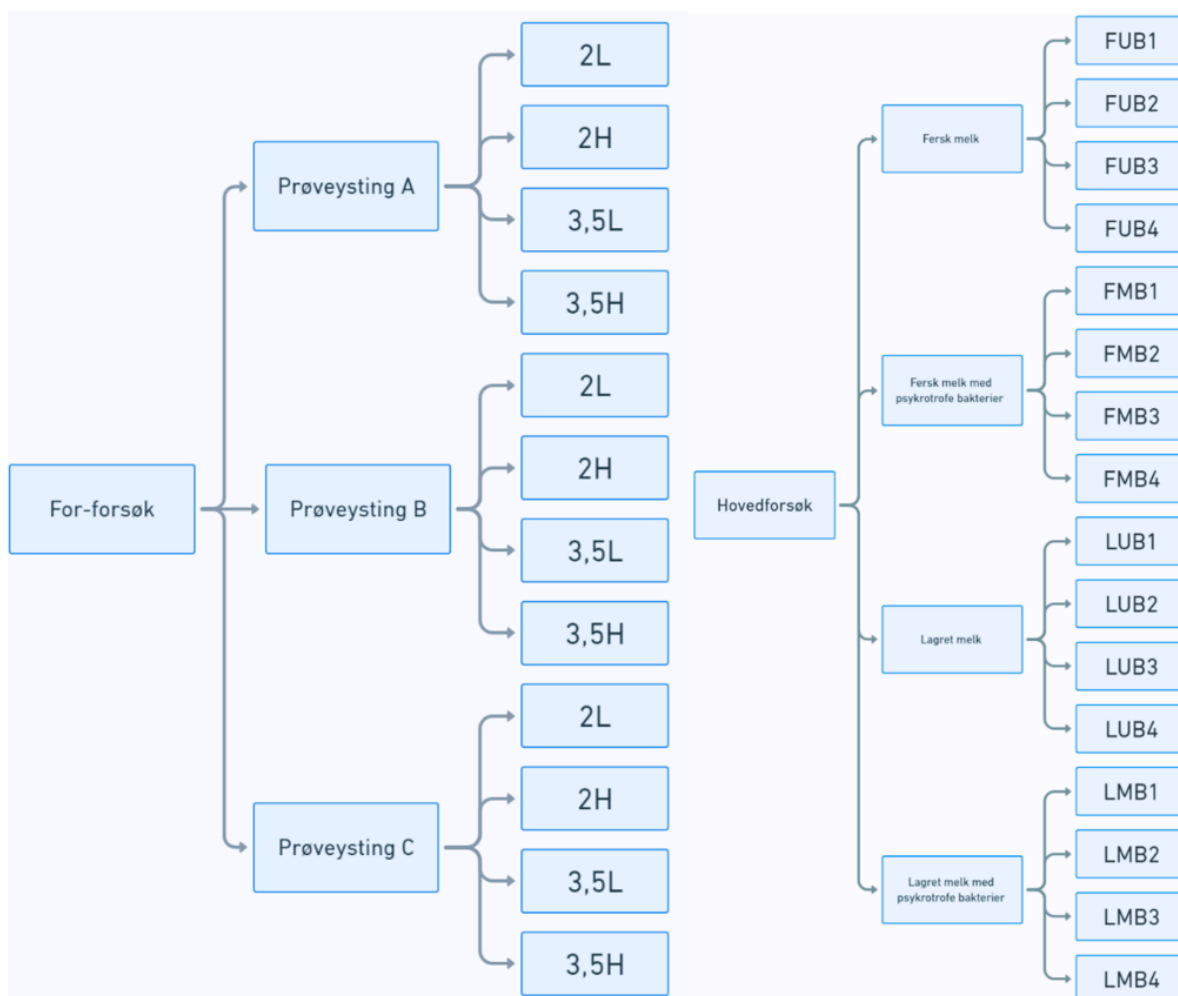 For-forsøk
Prøveysting A
2L
2H
3,5L
3,5H
Prøveysting B
2L
2H
3,5L
3,5H
Prøveysting C
2L
2H
3,5L
3,5H
Hovedforsøk
Fersk melk
FUB1
FUB2
FUB3
FUB4
Fersk melk med
psykrotrofe bakterier
FMB1
FMB2
FMB3
FMB4
Lagret melk
LUB1
LUB2
LUB3
LUB4
Lagret melk med
psykrotrofe bakterier
LMB1
LMB2
LMB3
LMB4